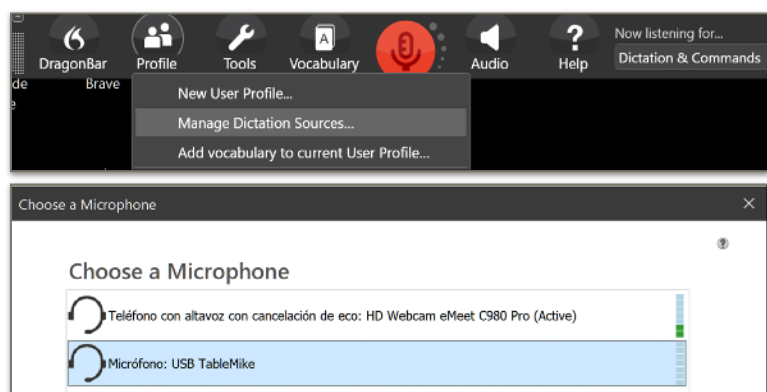 Now listening for...
DragonBar Profile Tools Vocabulary Audio Help Dictation & Commands
de Brave
e
New User Profile...
Manage Dictation Sources...
Add vocabulary to current User Profile...
Choose a Microphone
Choose a Microphone
Teléfono con altavoz con cancelación de eco: HD Webcam eMeet C980 Pro (Active)
Micrófono: USB TableMike